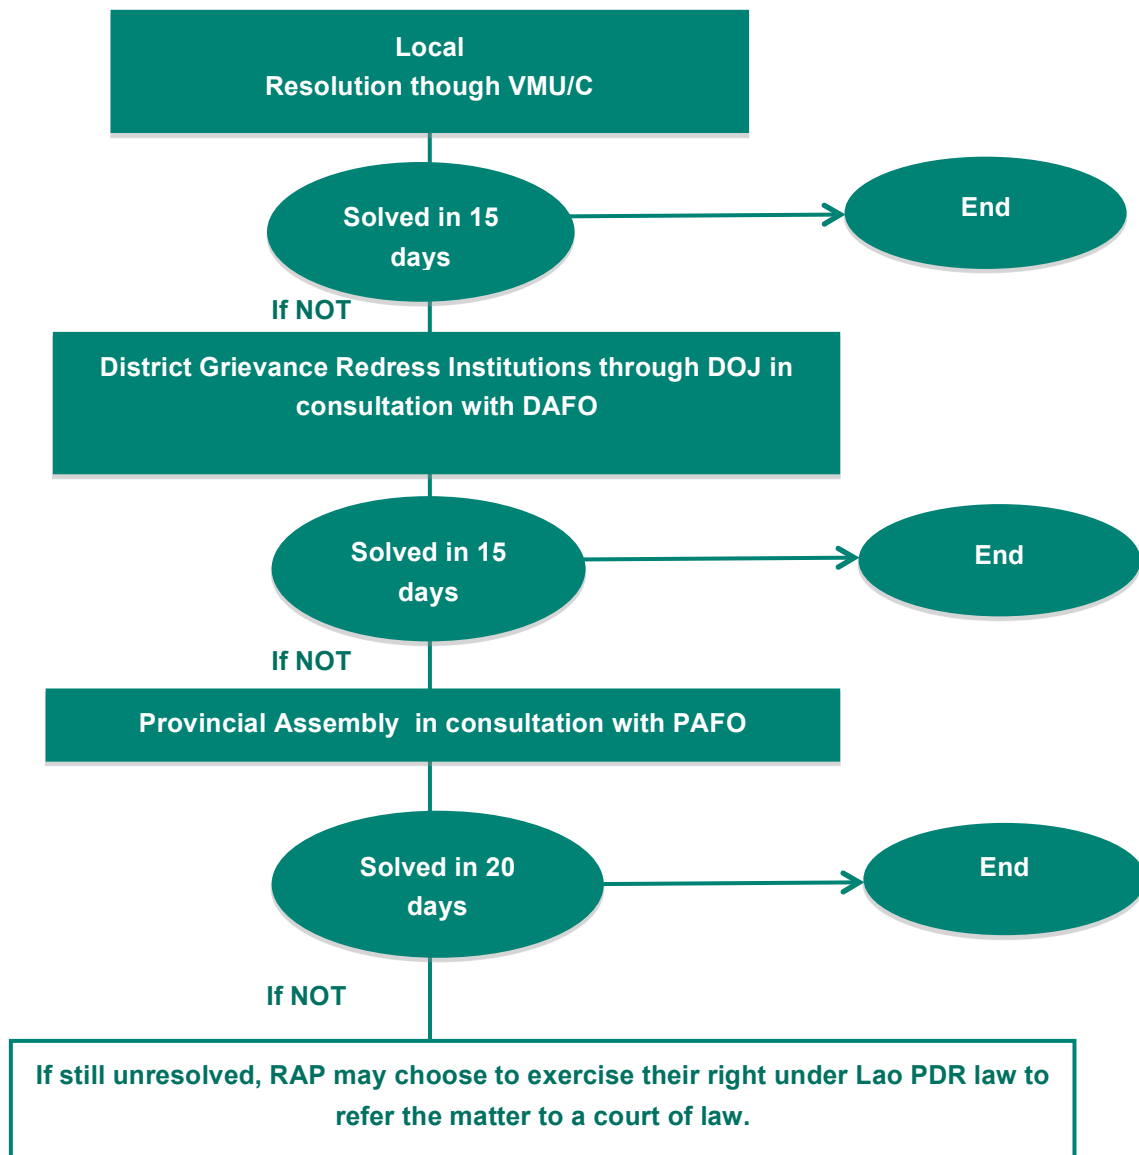 Local
Resolution though VMU/C
Solved in 15
days
End
If NOT
District Grievance Redress Institutions through DOJ in
consultation with DAFO
Solved in 15
days
End
If NOT
Provincial Assembly in consultation with PAFO
Solved in 20
days
End
If NOT
If still unresolved, RAP may choose to exercise their right under Lao PDR law to
refer the matter to a court of law.